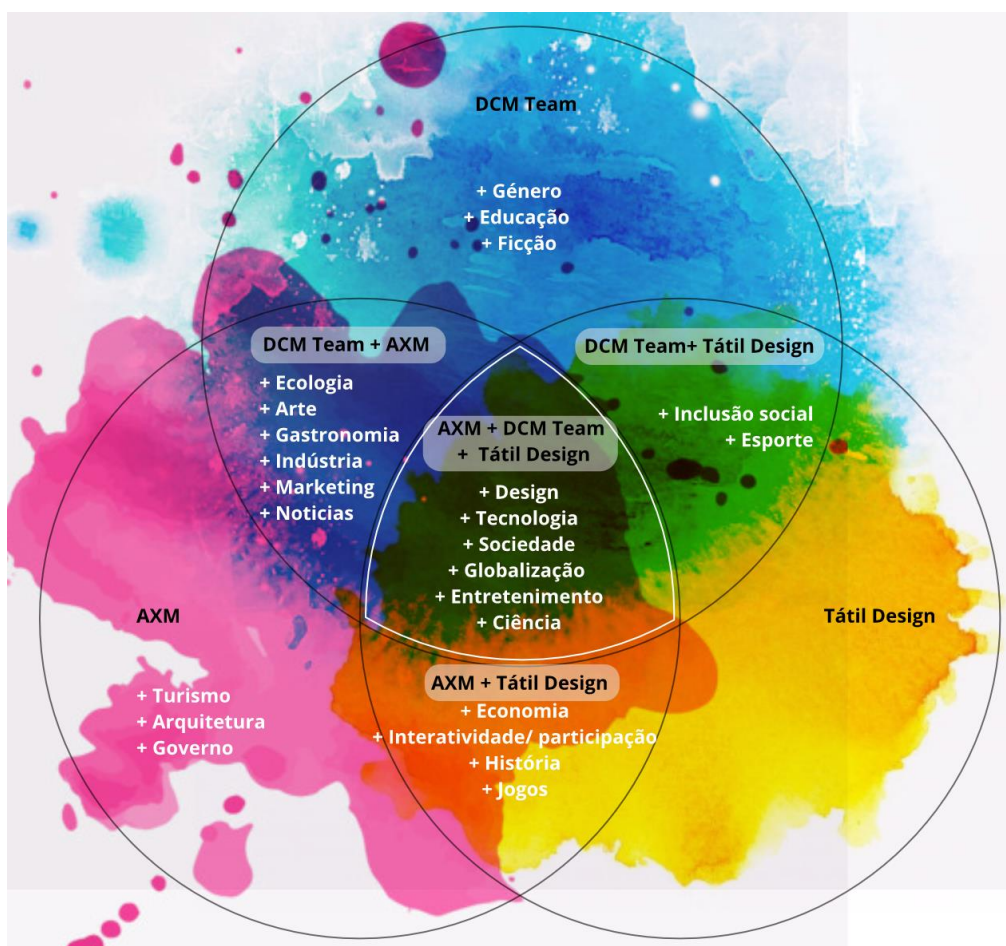 DCM Team
+ Género
+ Educação
+ Ficção
DCM Team + AXM
+ Ecologia
+ Arte
+ Gastronomia
+ Indústria
+ Marketing
+ Noticias
DCM Team+ Tátil Design
+ Inclusão social
+ Esporte
AXM + DCM Team
+ Tátil Design
+ Design
+ Tecnologia
+ Sociedade
+ Globalização
+ Entretenimento
+ Ciência
AXM
+ Turismo
+ Arquitetura
+ Governo
Tátil Design
AXM + Tátil Design
+ Economia
+ Interatividade/ participação
+ História
+ Jogos